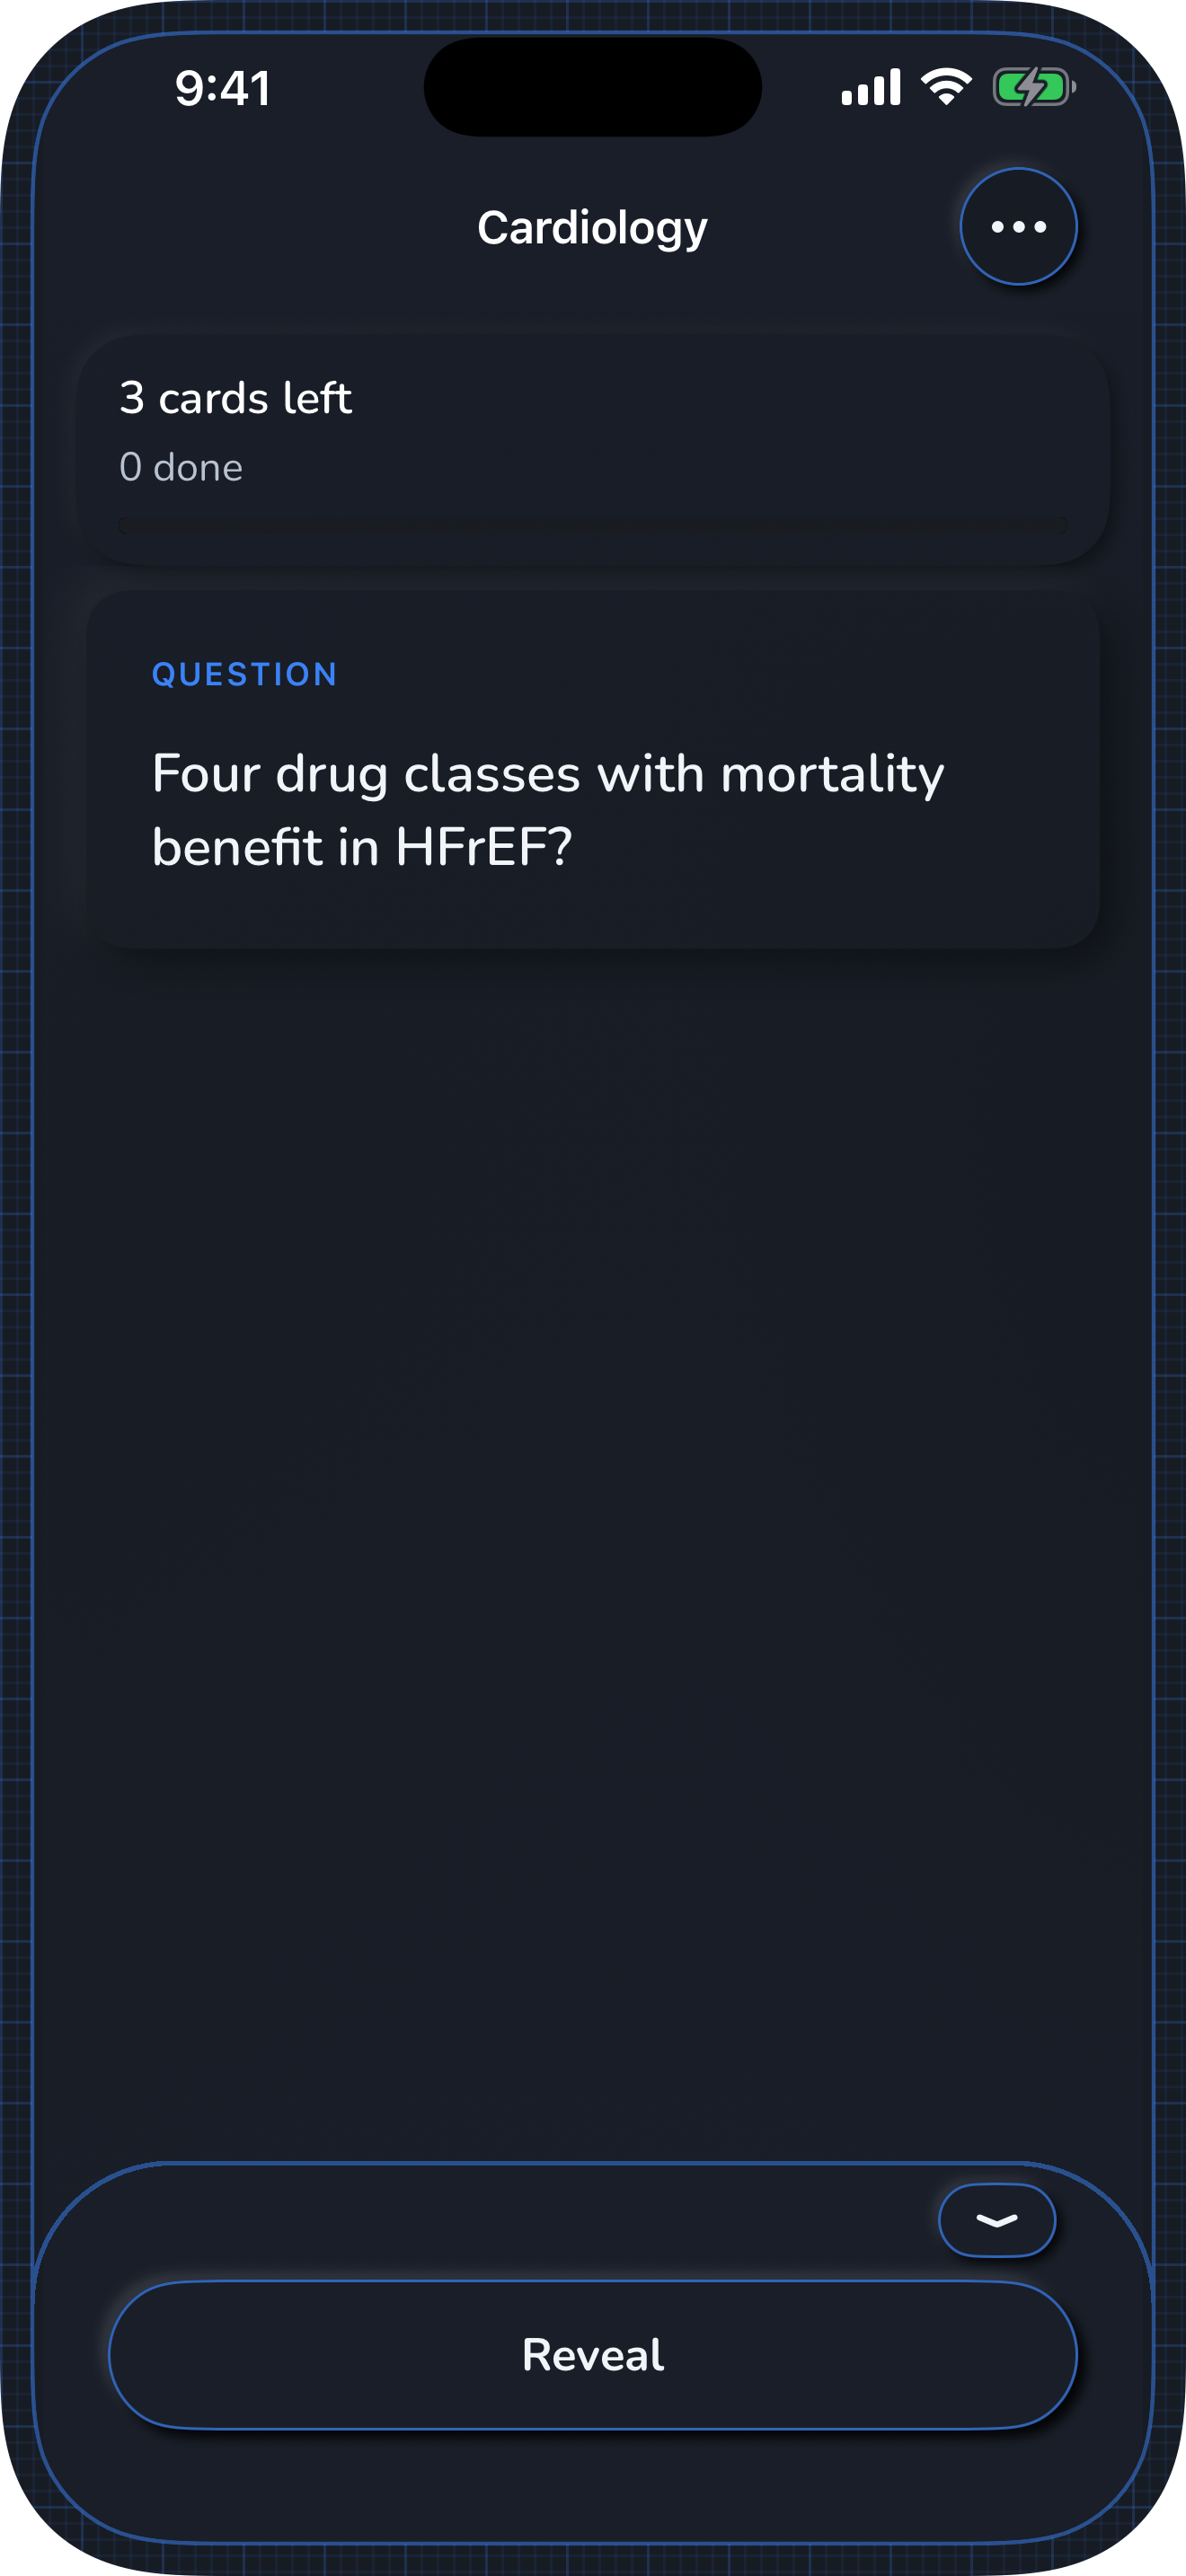 9:41
Cardiology
3 cards left
0 done
QUESTION
Four drug classes with mortality
benefit in HFrEF?
Reveal